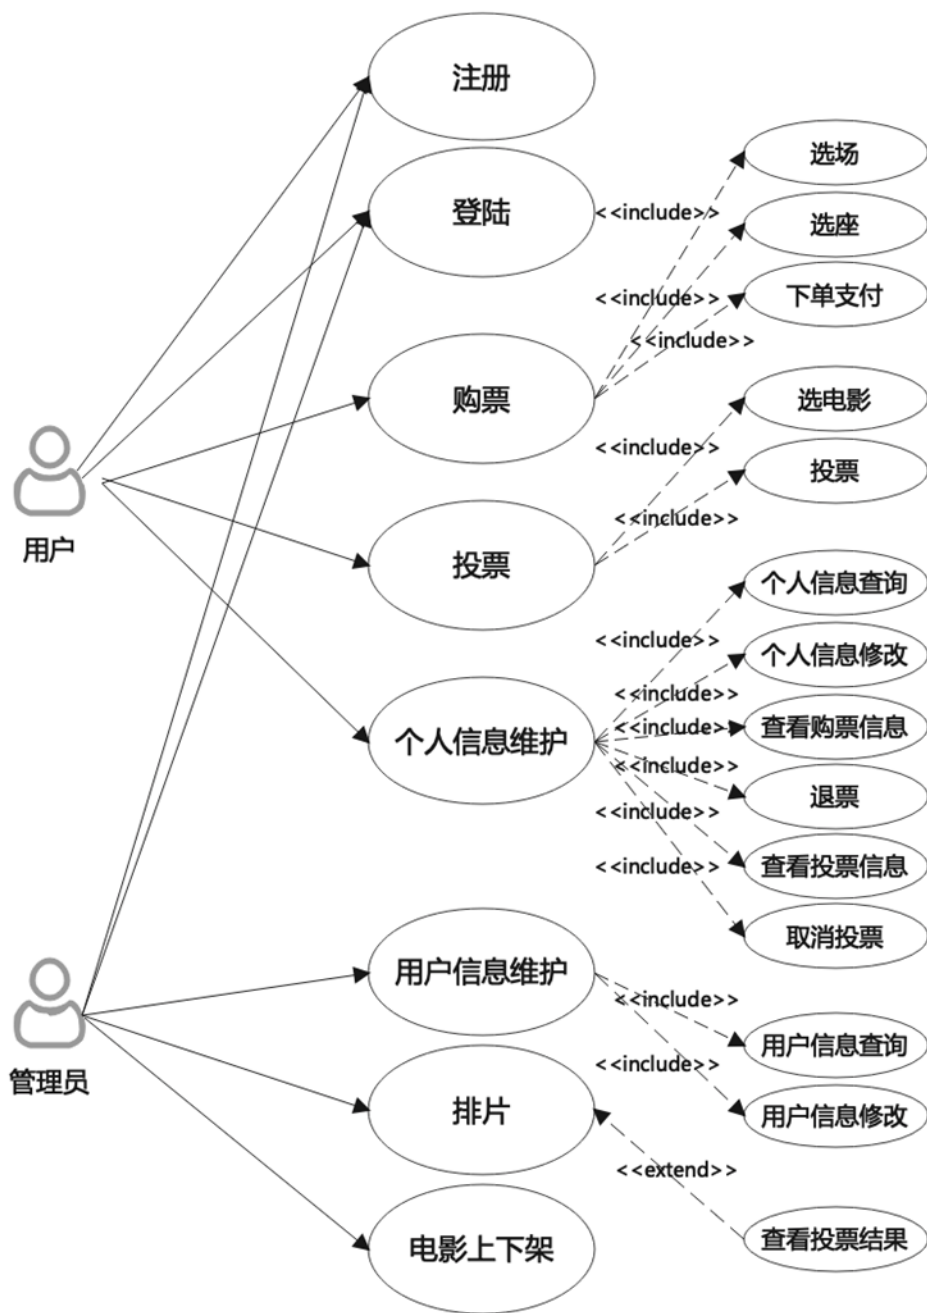 注册
选场
登陆
<<include>>
选座
<<include>>
下单支付
<<include>>
购票
选电影
<<include>>
投票
<<include>>
用户
投票
个人信息查询
<<include>>
个人信息修改
<<include>>
个人信息维护
<<include>>
查看购票信息
<<include>>
退票
<<include>>
查看投票信息
<<include>>
取消投票
用户信息维护
<<include>>
用户信息查询
管理员
<<include>>
排片
用户信息修改
<<extend>>
电影上下架
查看投票结果